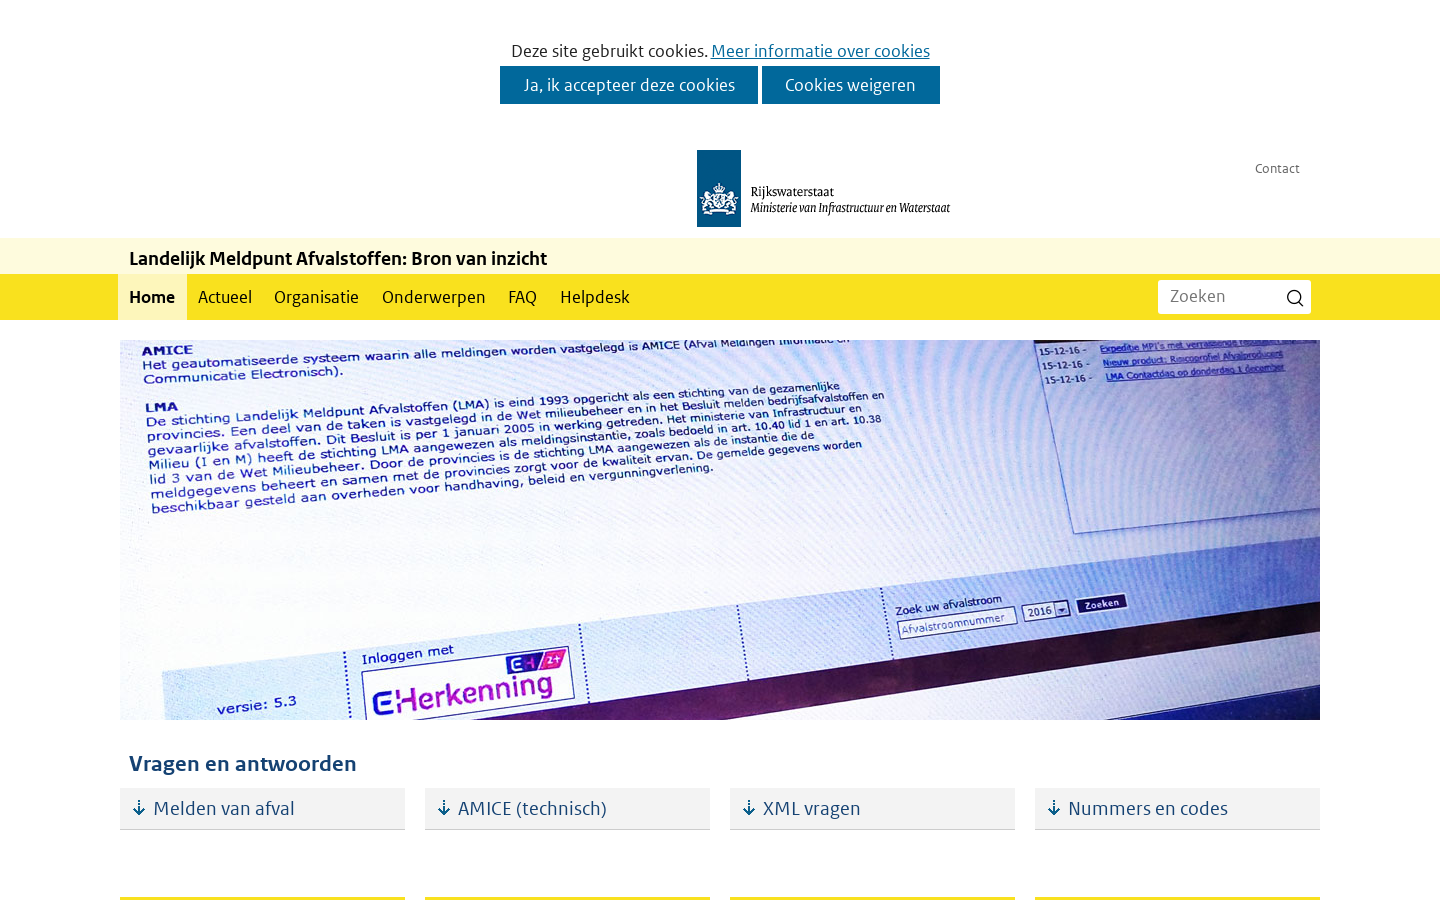 Deze site gebruikt cookies. Meer informatie over cookies
Ja, ik accepteer deze cookies
Cookies weigeren
Rijkswaterstaat
Ministerie van Infrastructuur en Waterstaat
Contact
Landelijk Meldpunt Afvalstoffen: Bron van inzicht
Home
Actueel
Organisatie
Onderwerpen
FAQ
Helpdesk
Zoeken
AMICE
Het geautomatiseerde systeem waarin alle meldingen worden vastgelegd is AMICE (Afval Meldingen Informatie en
Communicatie Electronisch).
LMA
De stichting Landelijk Meldpunt Afvalstoffen (LMA) is eind 1993 opgericht als een stichting van de gezamenlijke
provincies. Een deel van de taken is vastgelegd in de Wet milieubeheer en in het Besluit melden bedrijfsafvalstoffen en
gevaarlijke afvalstoffen. Dit Besluit is per 1 januari 2005 in werking getreden. Het ministerie van Infrastructuur en
Milieu (I en M) heeft de stichting LMA aangewezen als meldingsinstantie, zoals bedoeld in art. 10.40 lid 1 en art. 10.38
lid 3 van de Wet Milieubeheer. Door de provincies is de stichting LMA aangewezen als de instantie die de
meldgegevens beheert en samen met de provincies zorgt voor de kwaliteit ervan. De gemelde gegevens worden
beschikbaar gesteld aan overheden voor handhaving, beleid en vergunningverlening.
15-12-16 - Expeditie MPI's met verrassende
15-12-16 - Nieuw product: Risicoprofiel Afvalproducent
15-12-16 - LMA Contactdag op donderdag 1 december
versie: 5.3
Inloggen met
eHerkenning
EH 2+
Zoek uw afvalstroom
Afvalstroomnummer
2016
Zoeken
Vragen en antwoorden
Melden van afval
AMICE (technisch)
XML vragen
Nummers en codes